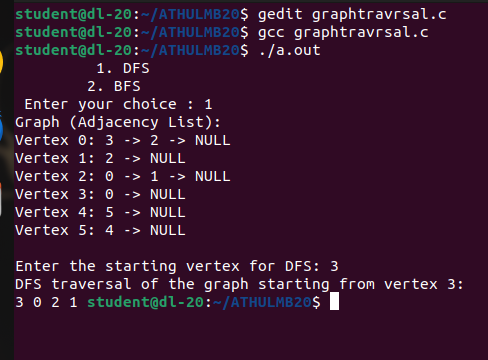 student@dl-20:~/ATHULMB20$ gedit graphtravrsal.c
student@dl-20:~/ATHULMB20$ gcc graphtravrsal.c
student@dl-20:~/ATHULMB20$ ./a.out
1. DFS
2. BFS
Enter your choice : 1
Graph (Adjacency List):
Vertex 0: 3 -> 2 -> NULL
Vertex 1: 2 -> NULL
Vertex 2: 0 -> 1 -> NULL
Vertex 3: 0 -> NULL
Vertex 4: 5 -> NULL
Vertex 5: 4 -> NULL
Enter the starting vertex for DFS: 3
DFS traversal of the graph starting from vertex 3:
3 0 2 1 student@dl-20:~/ATHULMB20$